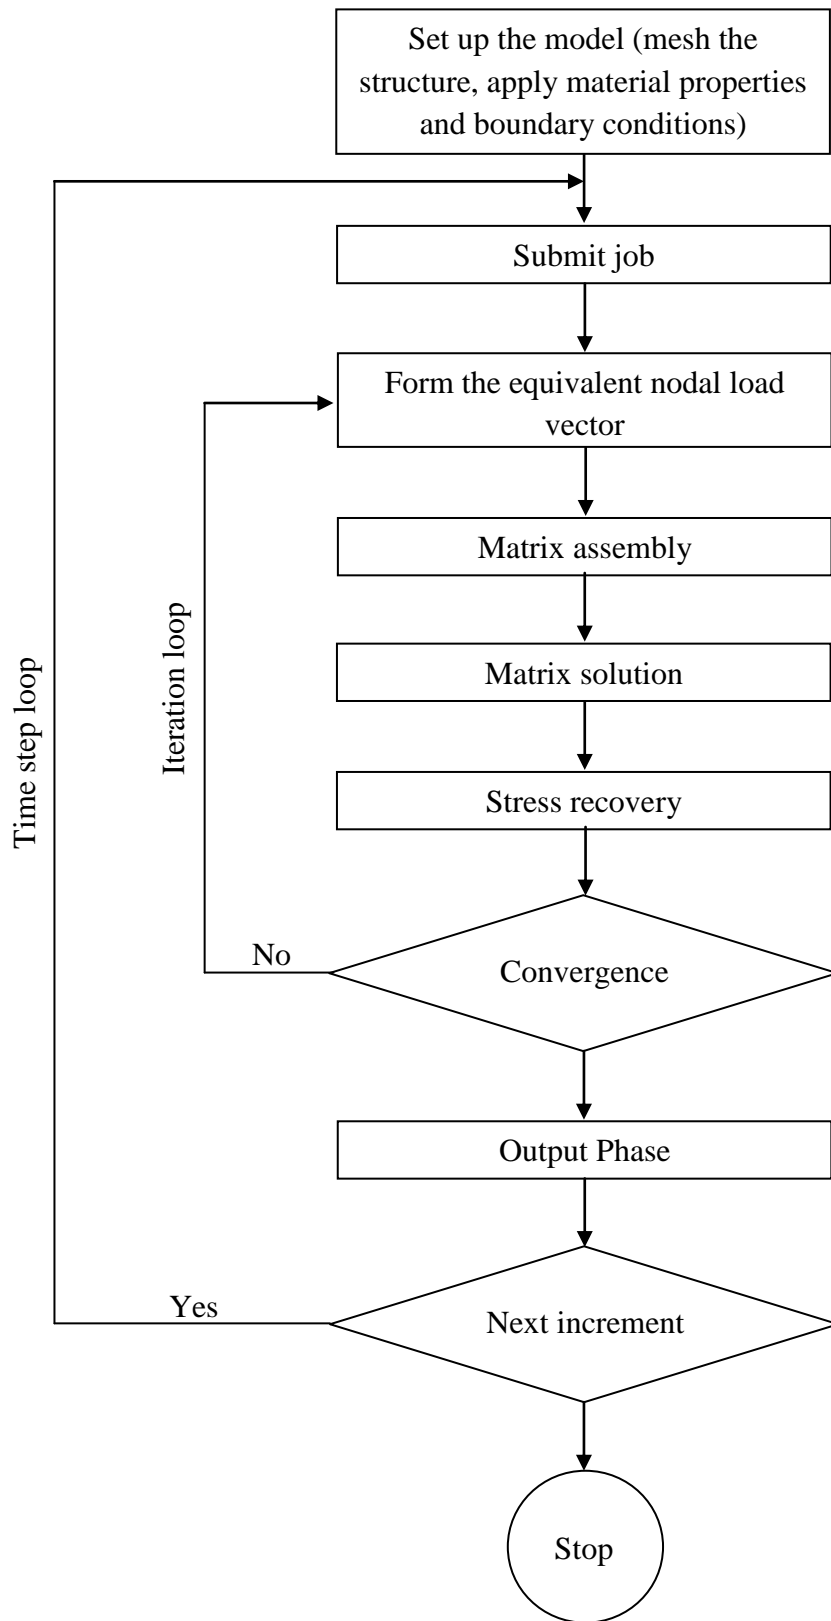 Set up the model (mesh the
structure, apply material properties
and boundary conditions)
Submit job
Form the equivalent nodal load
vector
Matrix assembly
Matrix solution
Stress recovery
Iteration loop
Time step loop
No
Convergence
Output Phase
Yes
Next increment
Stop